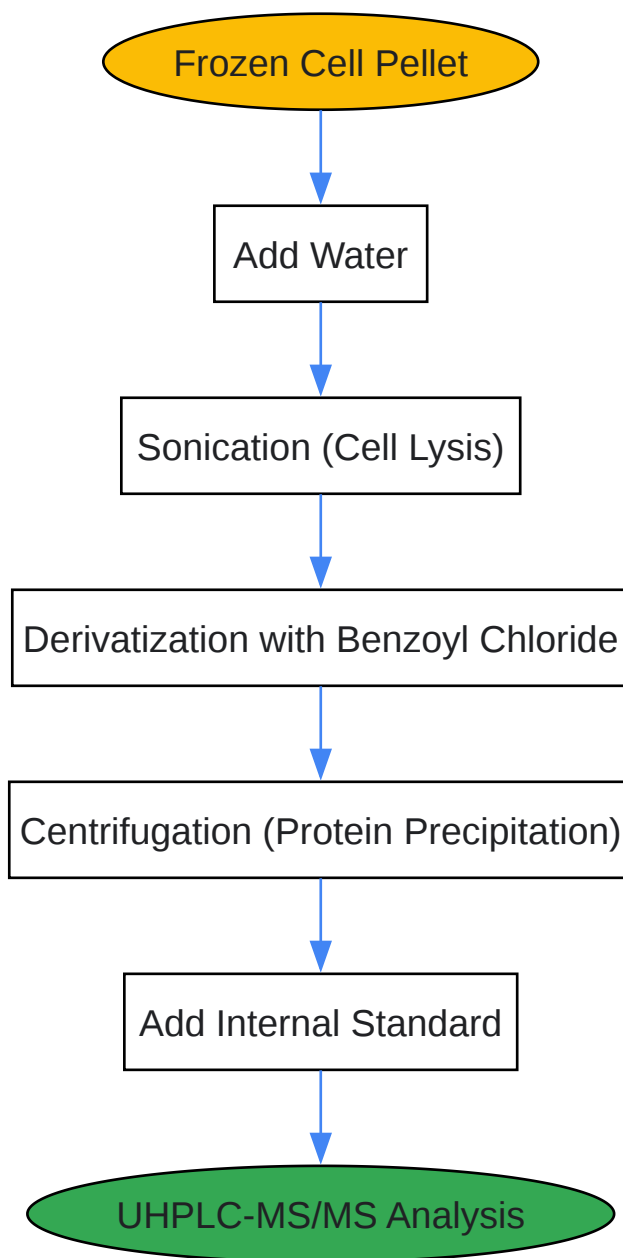 Frozen Cell Pellet
Add Water
Sonication (Cell Lysis)
Derivatization with Benzoyl Chloride
Centrifugation (Protein Precipitation)
Add Internal Standard
UHPLC-MS/MS Analysis